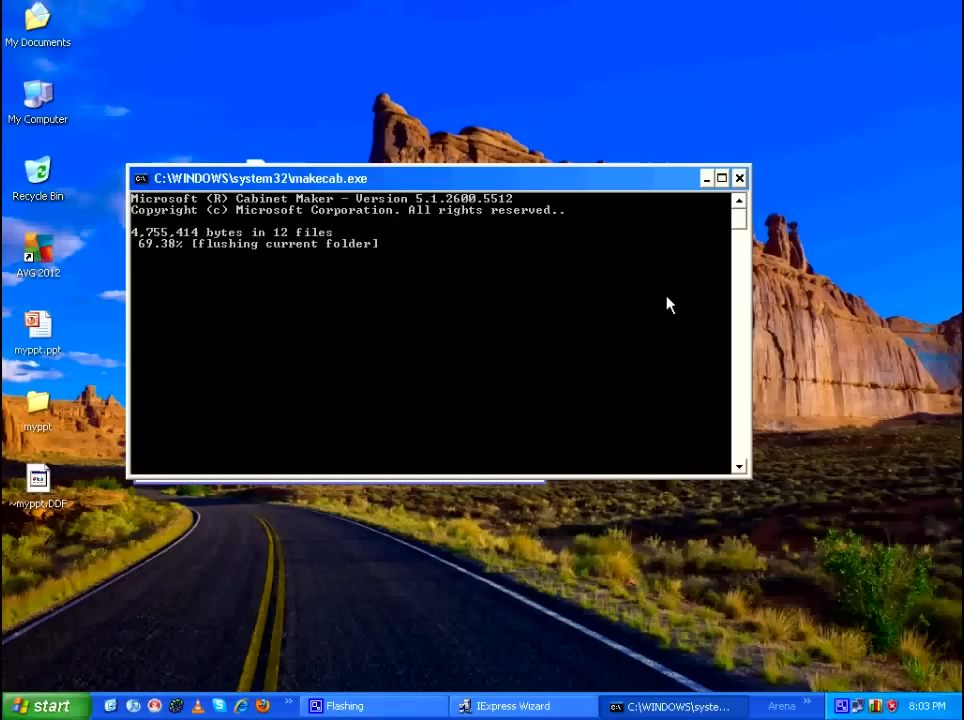 My Documents
My Computer
Recycle Bin
AVG 2012
myppt.ppt
myppt
~myppt.DDF
C:\WINDOWS\system32\makecab.exe
Microsoft (R) Cabinet Maker - Version 5.1.2600.5512
Copyright (c) Microsoft Corporation. All rights reserved..
4,755,414 bytes in 12 files
69.38% [flushing current folder]
start
Flashing
IExpress Wizard
C:\WINDOWS\syste...
Arena
8:03 PM